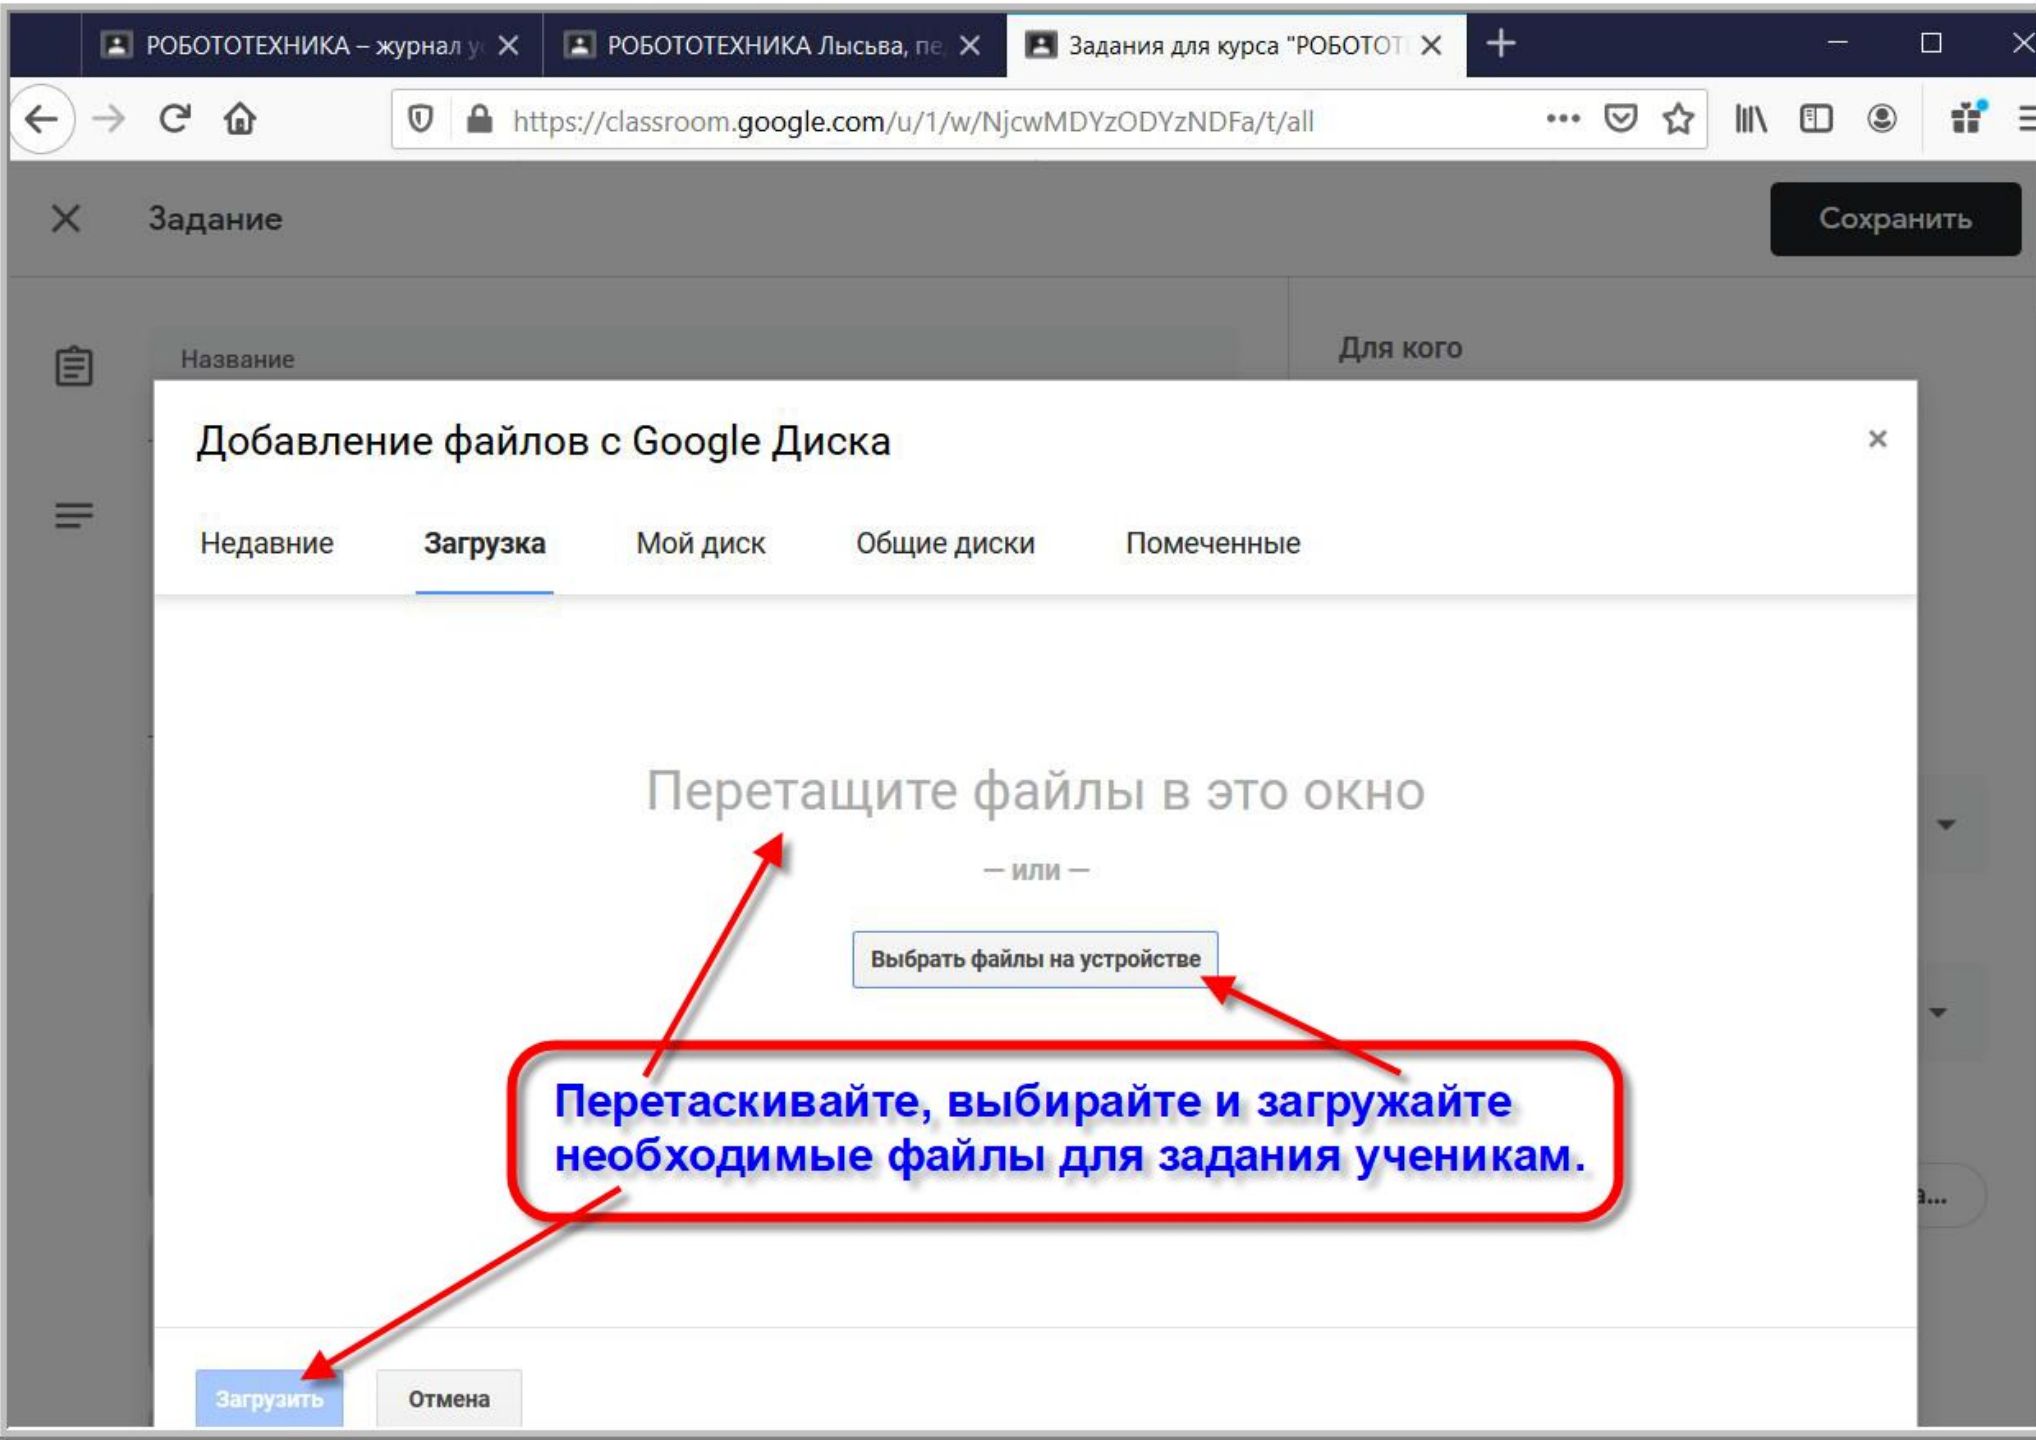 РОБОТОТЕХНИКА – журнал
РОБОТОТЕХНИКА Лысьва,
Задания для курса "РОБОТОТ
https://classroom.google.com/u/1/w/NjcwMDYzODYzNDFa/t/all
Задание
Сохранить
Название
Для кого
Добавление файлов с Google Диска
Недавние Загрузка Мой диск Общие диски Помеченные
Перетащите файлы в это окно
— или —
Выбрать файлы на устройстве
Перетаскивайте, выбирайте и загружайте
необходимые файлы для задания ученикам.
Загрузить
Отмена